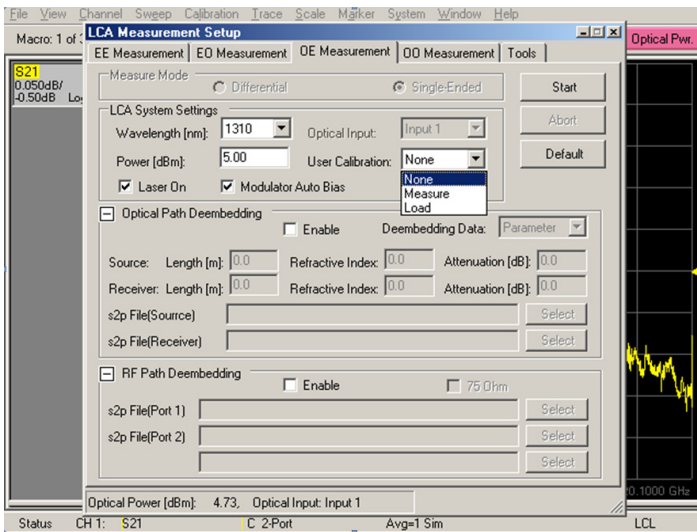 File View Channel Sweep Calibration Trace Scale Marker System Window Help
Macro: 1 of
LCA Measurement Setup
Optical Pwr.
EE Measurement EO Measurement OE Measurement OO Measurement Tools
S21
0.050dB/
-0.50dB
Measure Mode
Differential Single-Ended
Start
LCA System Settings
Wavelength [nm]: 1310 Optical Input: Input 1
Abort
Power [dBm]: 5.00 User Calibration: None
Default
None
Measure
Load
Laser On Modulator Auto Bias
Optical Path Deembedding
Enable Deembedding Data: Parameter
Source: Length [m]: 0.0 Refractive Index: 0.0 Attenuation [dB]: 0.0
Receiver: Length [m]: 0.0 Refractive Index: 0.0 Attenuation [dB]: 0.0
s2p File(Sourrce) Select
s2p File(Receiver) Select
RF Path Deembedding
Enable 75 Ohm
s2p File(Port 1) Select
s2p File(Port 2) Select
Select
Optical Power [dBm]: 4.73, Optical Input: Input 1
Status CH 1: S21 C 2-Port Avg=1 Sim LCL